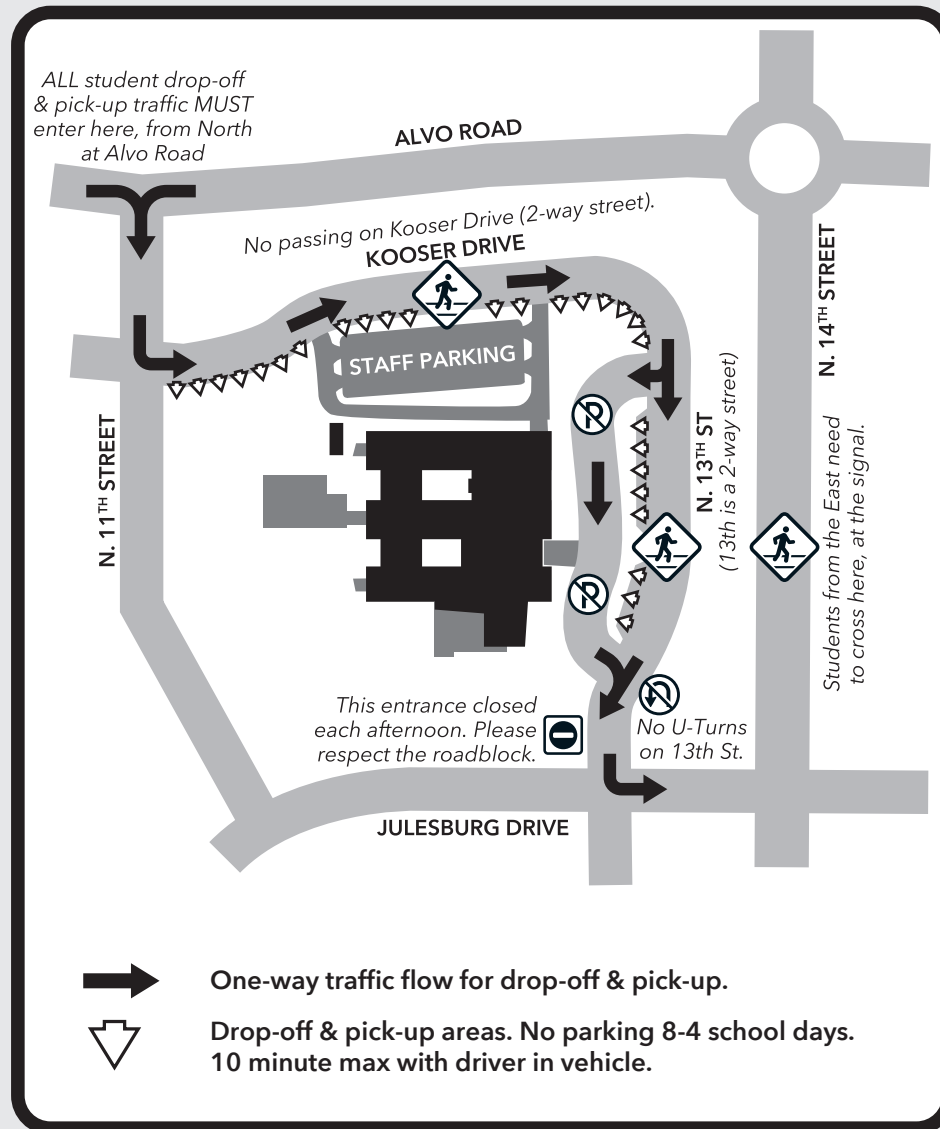 ALL student drop-off
& pick-up traffic MUST
enter here, from North
at Alvo Road
ALVO ROAD
No passing on Kooser Drive (2-way street).
KOOSER DRIVE
STAFF PARKING
N. 11TH STREET
N. 13TH ST
(13th is a 2-way street)
N. 14TH STREET
Students from the East need
to cross here, at the signal.
P
P
This entrance closed
each afternoon. Please
respect the roadblock.
No U-Turns
on 13th St.
JULESBURG DRIVE
One-way traffic flow for drop-off & pick-up.
Drop-off & pick-up areas. No parking 8-4 school days.
10 minute max with driver in vehicle.